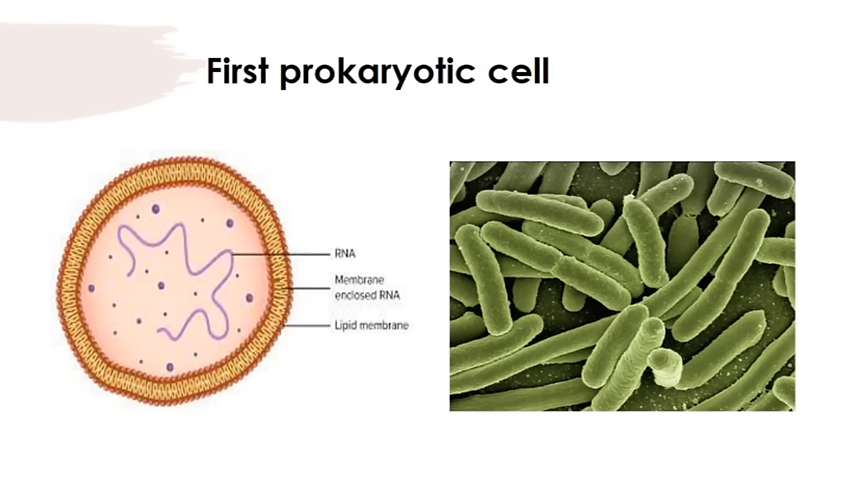 First prokaryotic cell
RNA
Membrane
enclosed RNA
Lipid membrane